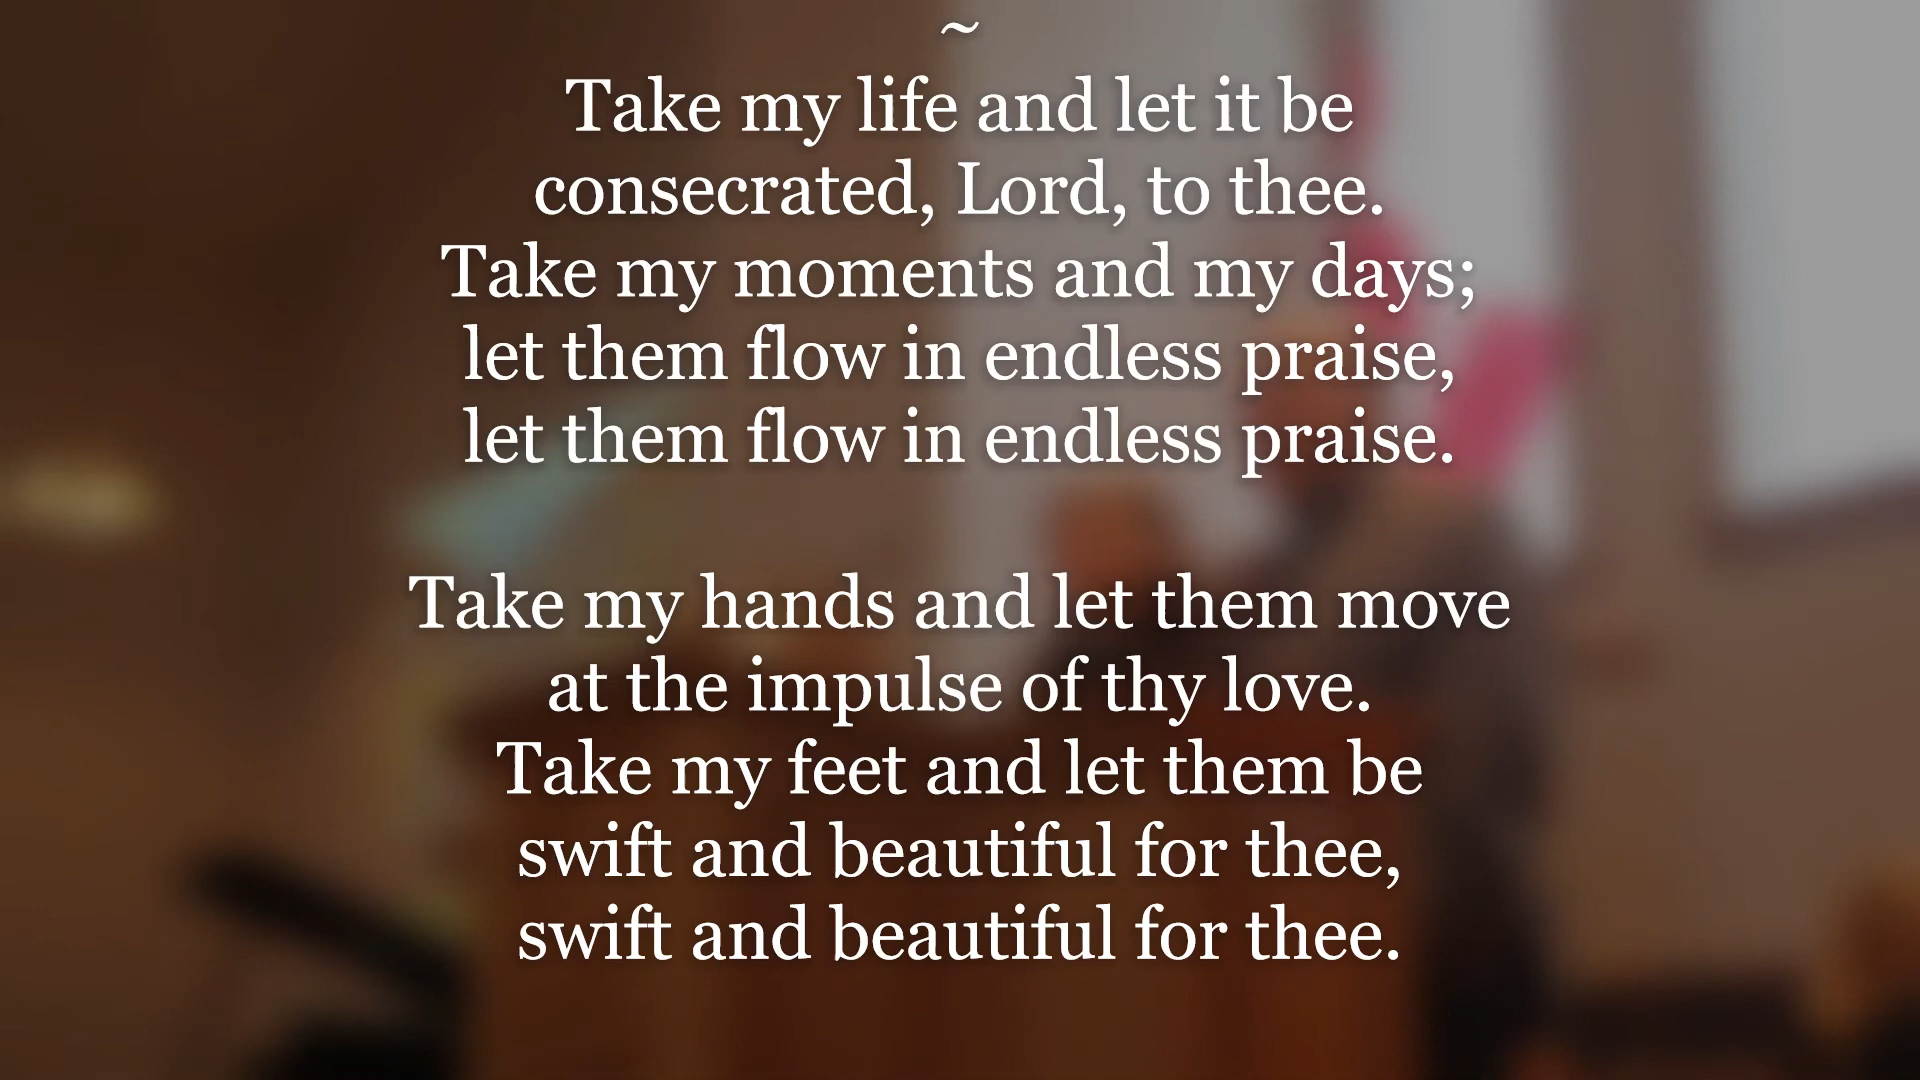 ~
Take my life and let it be
consecrated, Lord, to thee.
Take my moments and my days;
let them flow in endless praise,
let them flow in endless praise.
Take my hands and let them move
at the impulse of thy love.
Take my feet and let them be
swift and beautiful for thee,
swift and beautiful for thee.